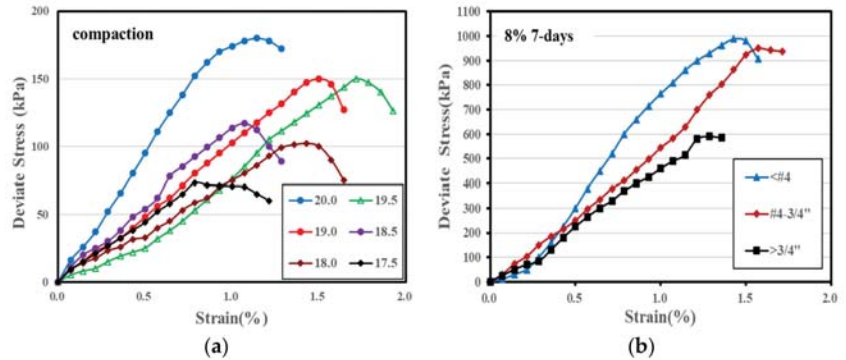 200
150
100
50
0
0.0 0.5 1.0 1.5 2.0
Deviate Stress (kPa)
Strain(%)
compaction
20.0 19.5
19.0 18.5
18.0 17.5
(a)
1100
1000
900
800
700
600
500
400
300
200
100
0
0.0 0.5 1.0 1.5 2.0
Deviate Stress(kPa)
Strain(%)
8% 7-days
<#4
#4-3/4"
>3/4"
(b)